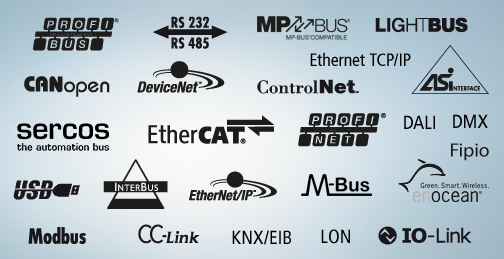 PROFI
BUS
RS 232
RS 485
MP BUS
MP-BUS COMPATIBLE
LIGHTBUS
CANopen
DeviceNet
ControlNet
Ethernet TCP/IP
ASi
INTERFACE
sercos
the automation bus
EtherCAT®
PROFI®
NET
DALI
DMX
Fipio
USB
INTERBUS
EtherNet/IP
M-Bus
Green. Smart. Wireless.
enocean®
Modbus
CC-Link
KNX/EIB
LON
IO-Link